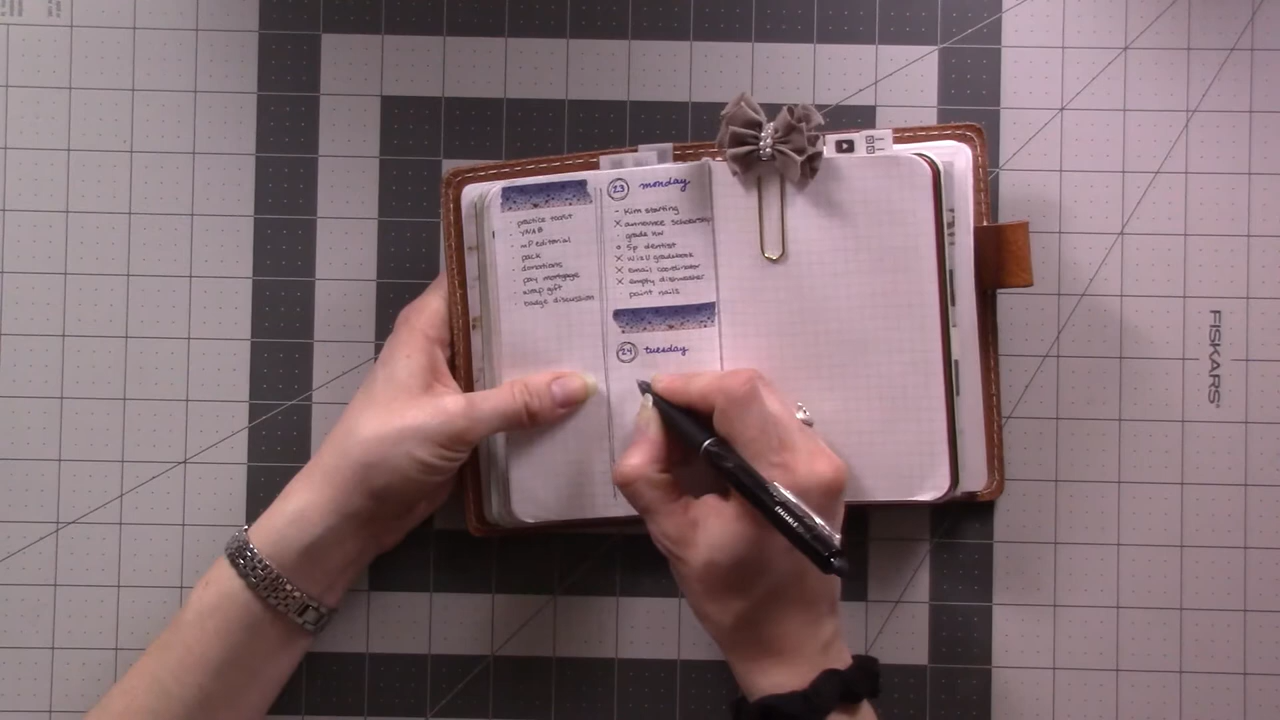 - practice toolkit
- YNAB
- mP editorial
pack
- donations
pay mortgage
wrap gift
- badge discussion
23 monday
- Kim starting
X announce scholarship
- grade HW
o 5p dentist
X WizU gradebook
X email coordinator
X empty dishwasher
paint nails
24 tuesday
ERASABLE
FISKARS